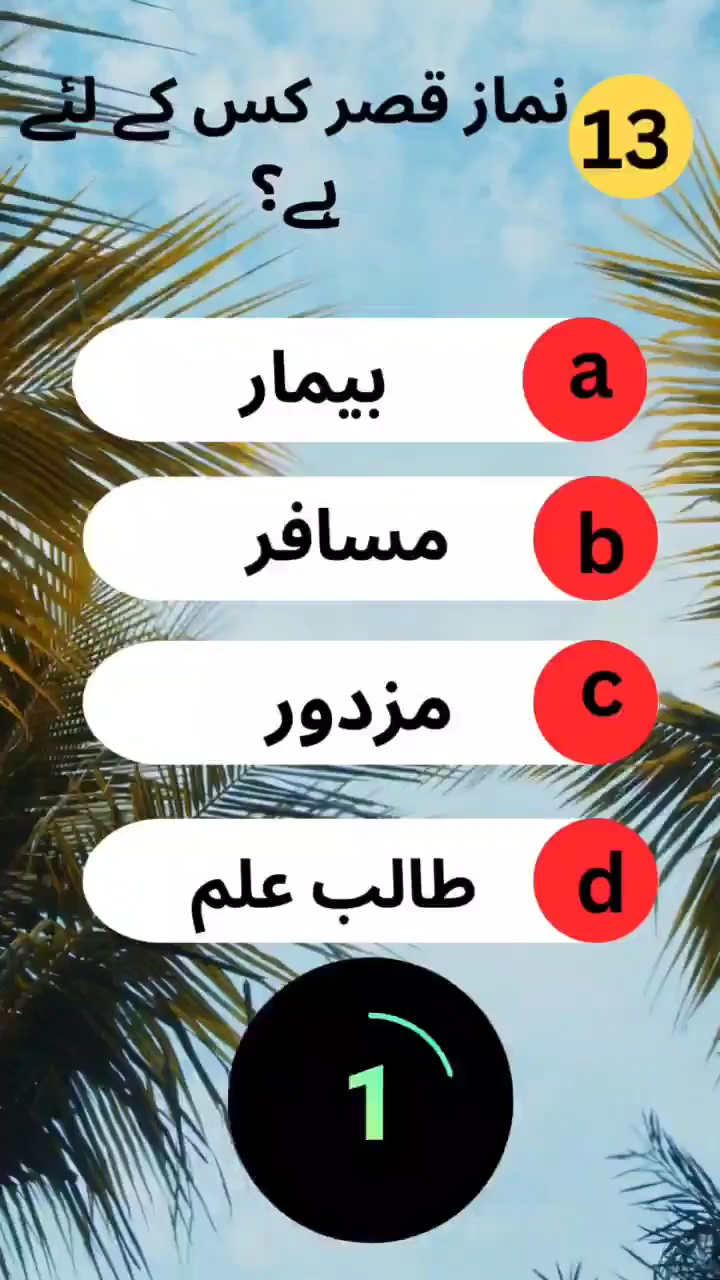 13
نماز قصر کس کے لئے
ہے؟
a
بیمار
b
مسافر
c
مزدور
d
طالب علم
1